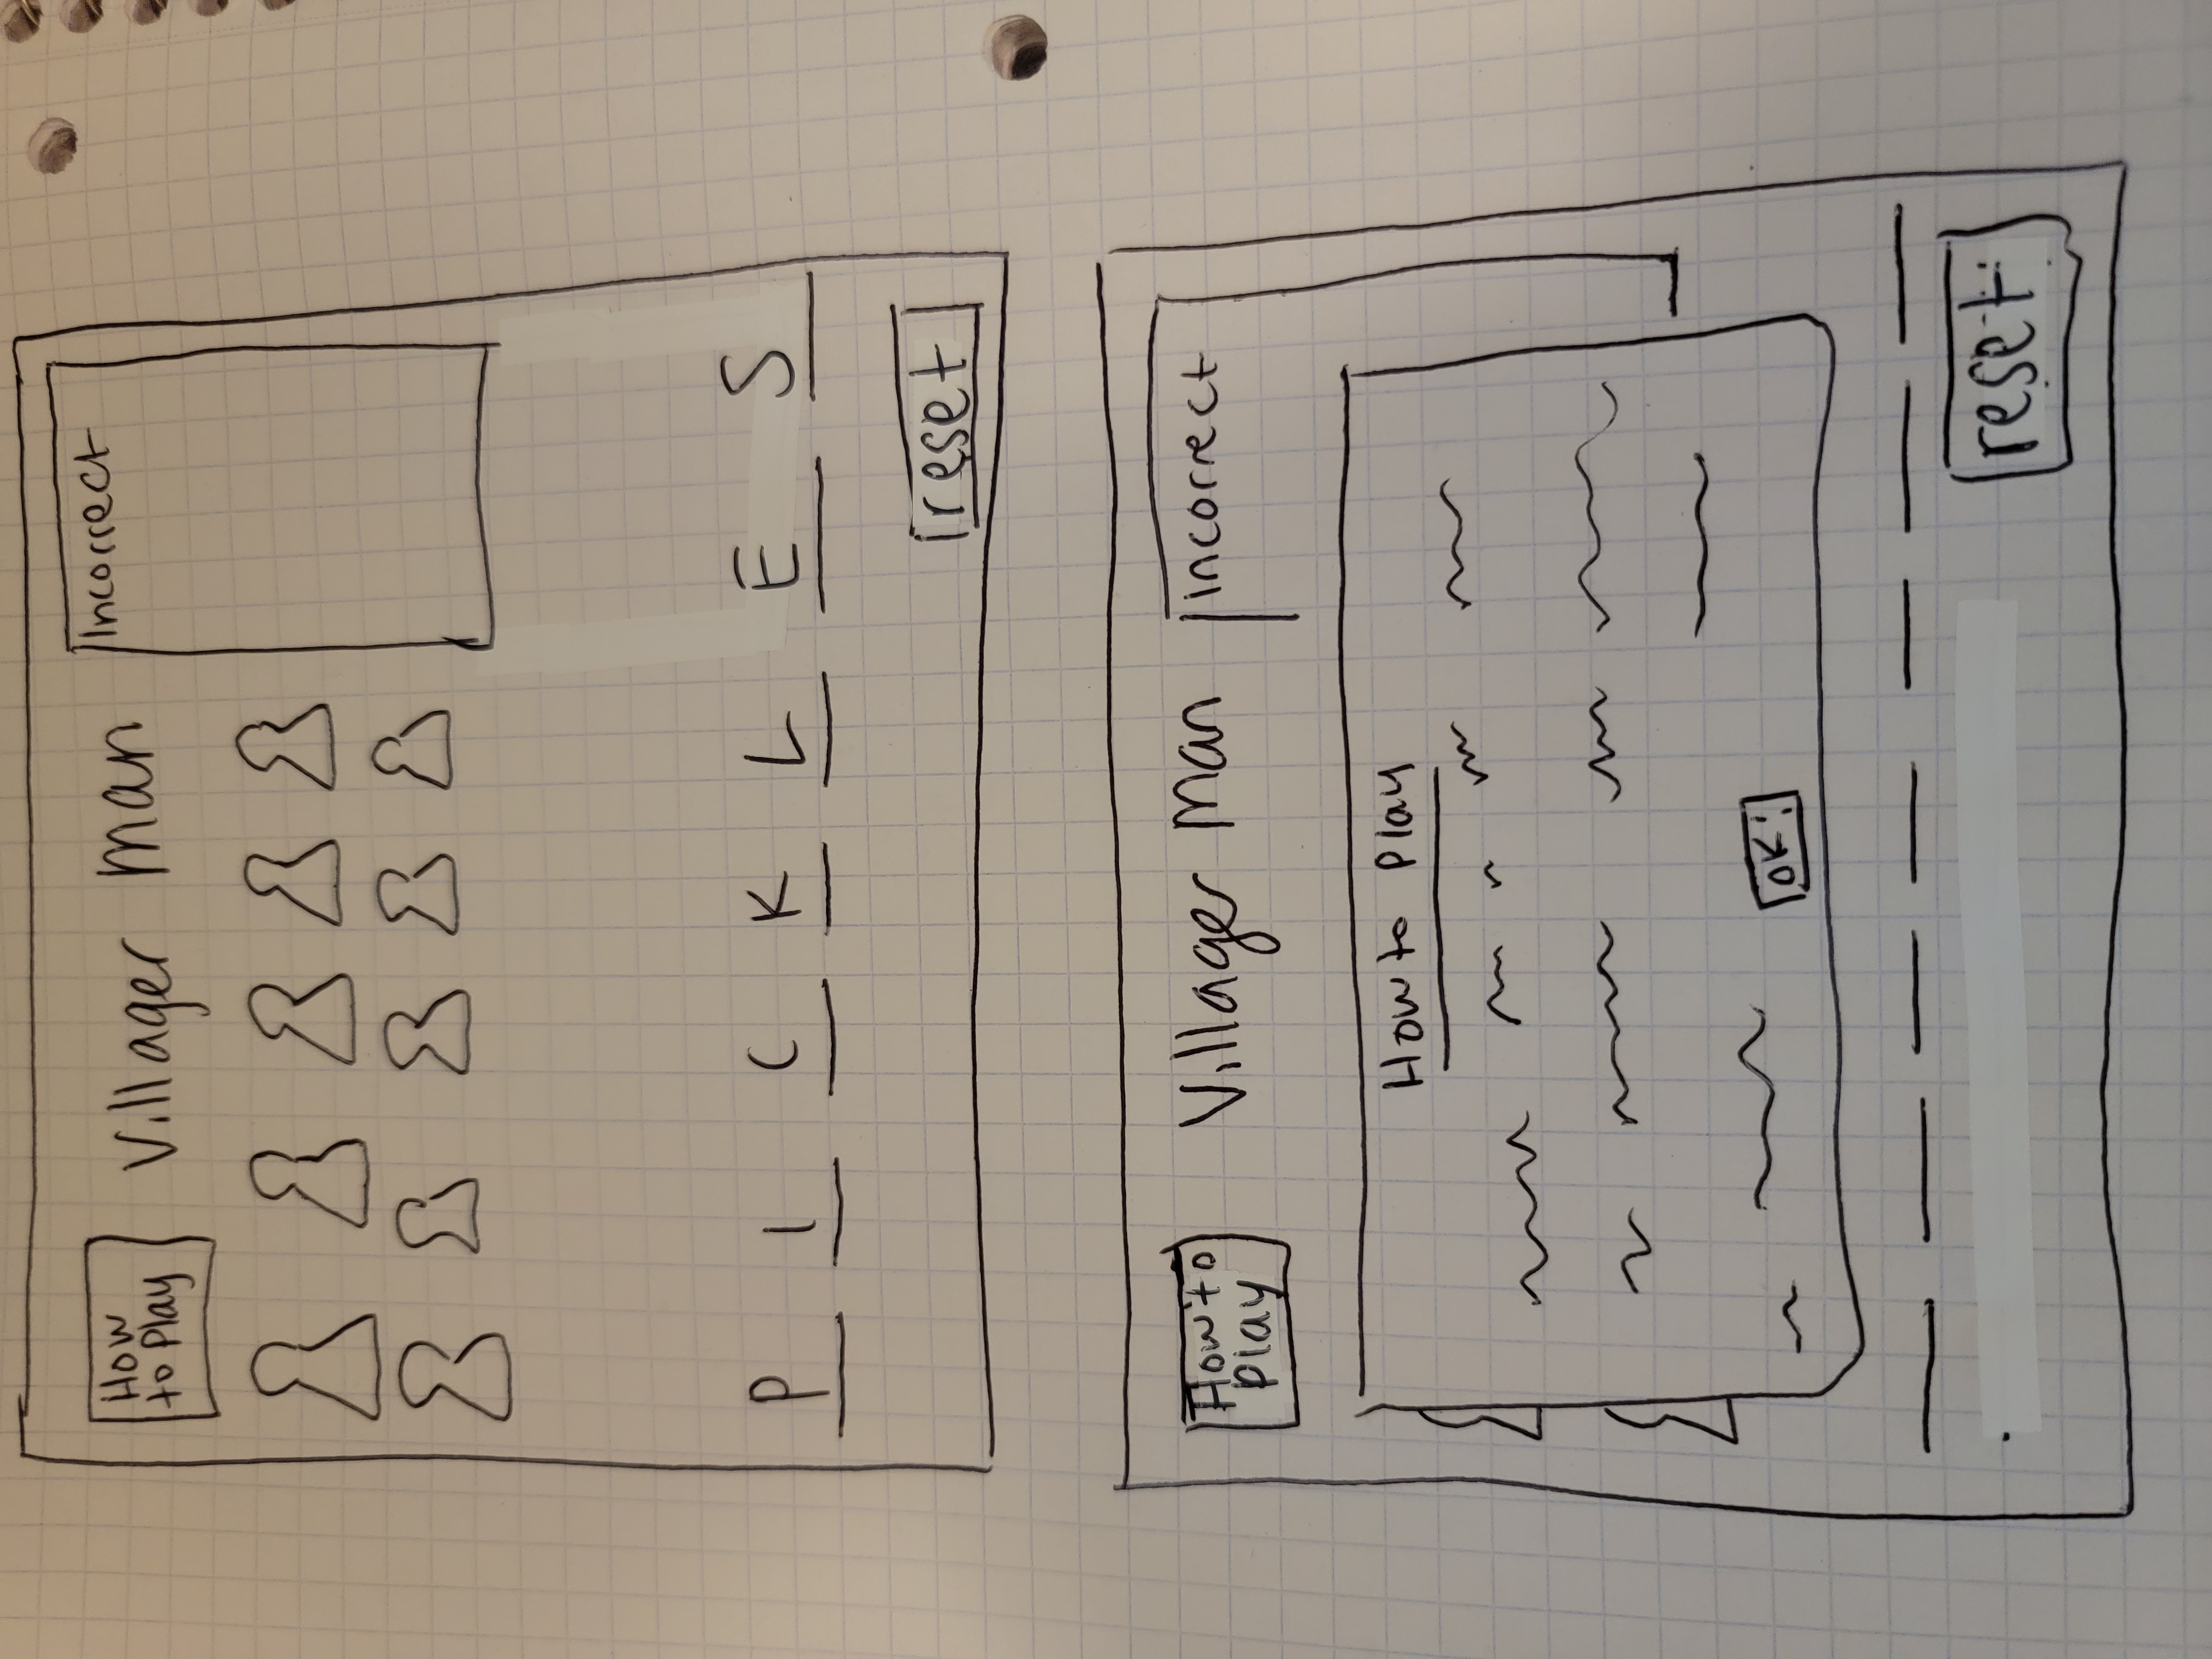 How
to Play
Villager Man
Incorrect
P I C K L E S
reset
How to
Play
Villager Man
incorrect
How to Play
OK!
reset